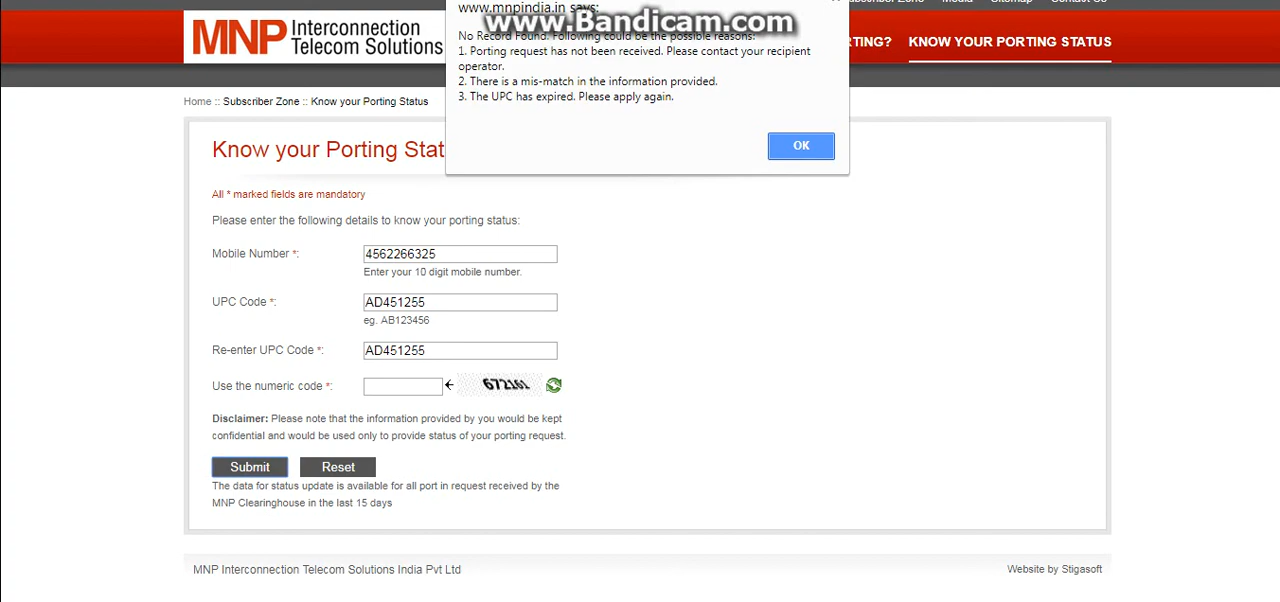 www.mnpindia.in says:
www.Bandicam.com
Subscriber Zone Media Sitemap Contact Us
MNP Interconnection
Telecom Solutions
RTING? KNOW YOUR PORTING STATUS
No Record Found. Following could be the possible reasons:
1. Porting request has not been received. Please contact your recipient
operator.
2. There is a mis-match in the information provided.
3. The UPC has expired. Please apply again.
OK
Home :: Subscriber Zone :: Know your Porting Status
Know your Porting Stat
All * marked fields are mandatory
Please enter the following details to know your porting status:
Mobile Number *: 4562266325
Enter your 10 digit mobile number.
UPC Code *: AD451255
eg. AB123456
Re-enter UPC Code *: AD451255
Use the numeric code *: 672161
Disclaimer: Please note that the information provided by you would be kept
confidential and would be used only to provide status of your porting request.
Submit Reset
The data for status update is available for all port in request received by the
MNP Clearinghouse in the last 15 days
MNP Interconnection Telecom Solutions India Pvt Ltd
Website by Stigasoft